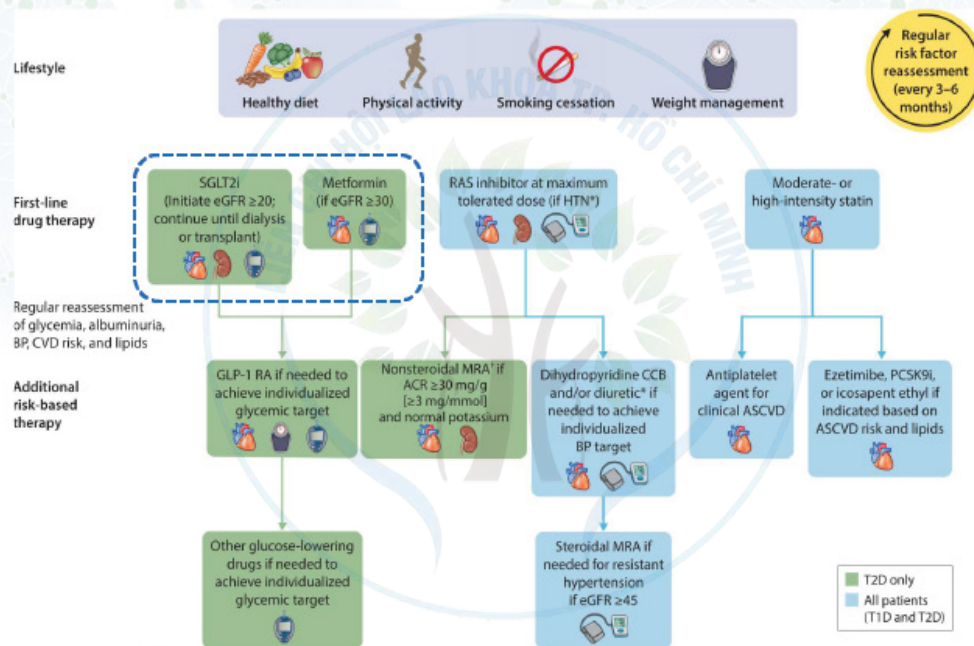 Lifestyle
Healthy diet
Physical activity
Smoking cessation
Weight management
Regular
risk factor
reassessment
(every 3–6
months)
First-line
drug therapy
SGLT2i
(Initiate eGFR ≥20;
continue until dialysis
or transplant)
Metformin
(if eGFR ≥30)
RAS inhibitor at maximum
tolerated dose (if HTN*)
Moderate- or
high-intensity statin
Regular reassessment
of glycemia, albuminuria,
BP, CVD risk, and lipids
Additional
risk-based
therapy
GLP-1 RA if needed to
achieve individualized
glycemic target
Nonsteroidal MRA† if
ACR ≥30 mg/g
[≥3 mg/mmol]
and normal potassium
Dihydropyridine CCB
and/or diuretic* if
needed to achieve
individualized
BP target
Antiplatelet
agent for
clinical ASCVD
Ezetimibe, PCSK9i,
or icosapent ethyl if
indicated based on
ASCVD risk and lipids
Other glucose-lowering
drugs if needed to
achieve individualized
glycemic target
Steroidal MRA if
needed for resistant
hypertension
if eGFR ≥45
T2D only
All patients
(T1D and T2D)
KHOA TP. HỒ CHÍ MINH